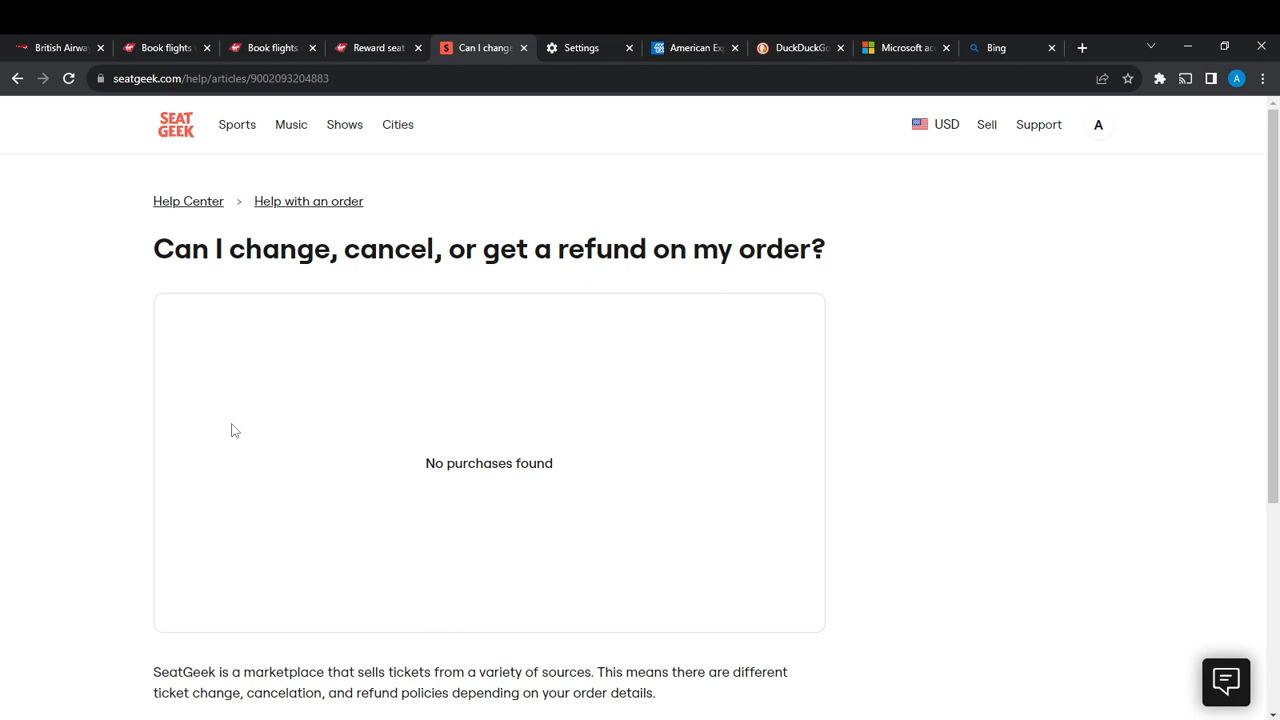 British Airway
Book flights v
Book flights
Reward seat
Can I change
Settings
American Exp
DuckDuckGo
Microsoft acc
Bing
seatgeek.com/help/articles/9002093204883
A
SEAT
GEEK
Sports
Music
Shows
Cities
USD
Sell
Support
A
Help Center > Help with an order
Can I change, cancel, or get a refund on my order?
No purchases found
SeatGeek is a marketplace that sells tickets from a variety of sources. This means there are different
ticket change, cancelation, and refund policies depending on your order details.